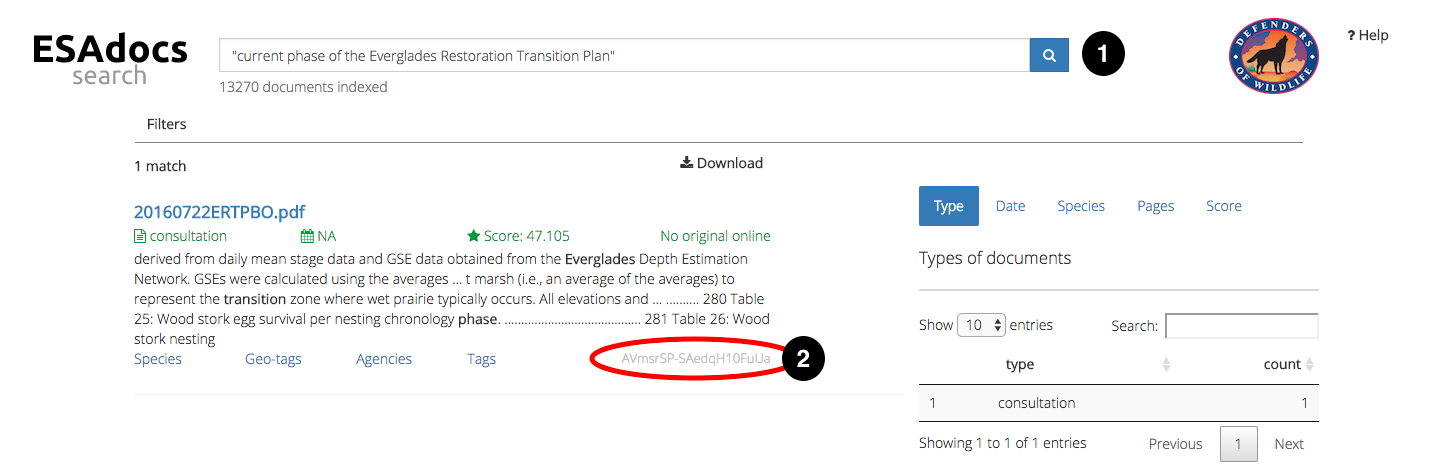 ESAdocs
search
"current phase of the Everglades Restoration Transition Plan"
13270 documents indexed
1
DEFENDERS OF WILDLIFE
? Help
Filters
1 match
Download
20160722ERTPBO.pdf
consultation NA Score: 47.105 No original online
derived from daily mean stage data and GSE data obtained from the Everglades Depth Estimation
Network. GSEs were calculated using the averages ... t marsh (i.e., an average of the averages) to
represent the transition zone where wet prairie typically occurs. All elevations and ... .......... 280 Table
25: Wood stork egg survival per nesting chronology phase. ......................................... 281 Table 26: Wood
stork nesting
Species Geo-tags Agencies Tags AVmsrSP-SAedqH10FuUa
2
Type Date Species Pages Score
Types of documents
Show 10 entries Search:
type count
1 consultation 1
Showing 1 to 1 of 1 entries Previous 1 Next